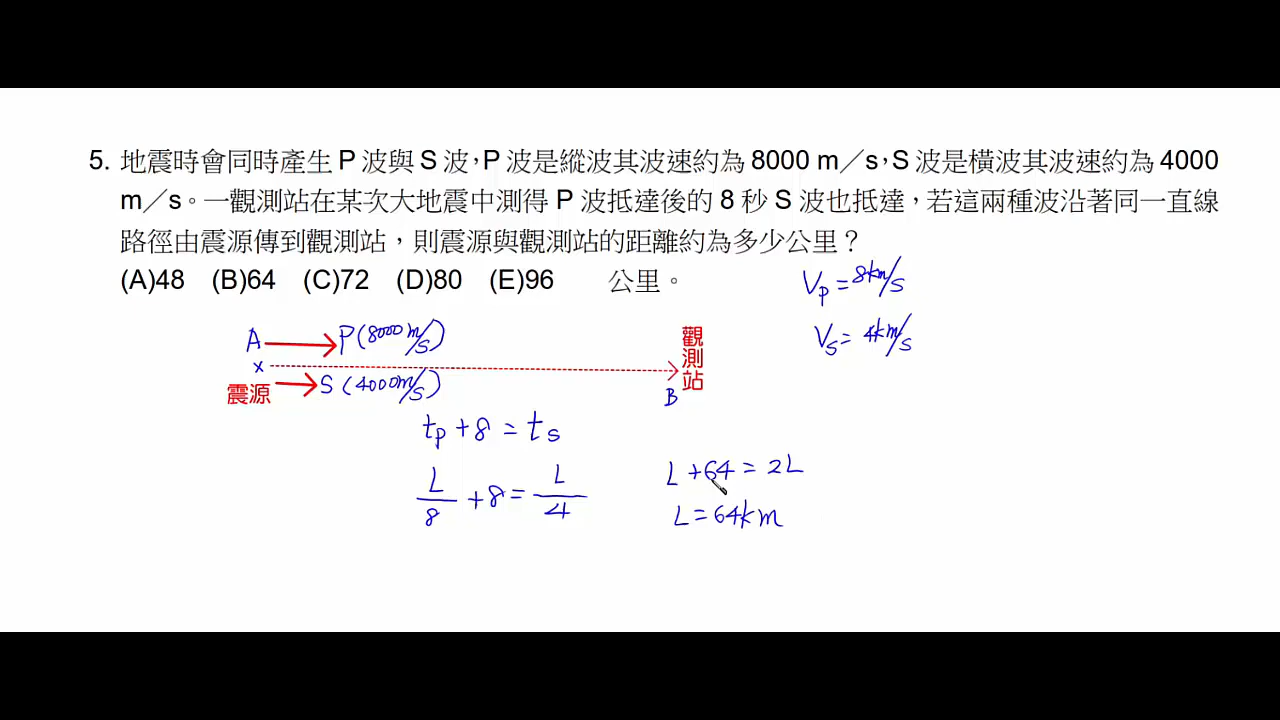 5. 地震時會同時產生 P 波與 S 波，P 波是縱波其波速約為 8000 m／s，S 波是橫波其波速約為 4000
m／s。一觀測站在某次大地震中測得 P 波抵達後的 8 秒 S 波也抵達，若這兩種波沿著同一直線
路徑由震源傳到觀測站，則震源與觀測站的距離約為多少公里？
(A)48 (B)64 (C)72 (D)80 (E)96 公里。
Vp = 8km/s
Vs = 4km/s
A P (8000 m/s)
x
震源 S (4000m/s)
觀測站
B
tp + 8 = ts
L/8 + 8 = L/4
L + 64 = 2L
L = 64km